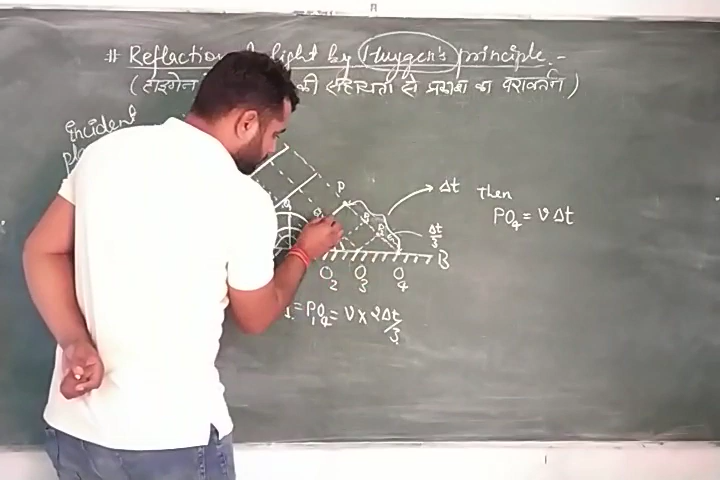 # Reflection light by Huygen's principle :-
की सहायता से प्रकाश का परावर्तन )
incident
P
Δt
Then
PO4 = v Δt
Δt/3
B
O2 O3 O4
= P1O4 = v × 2Δt/3